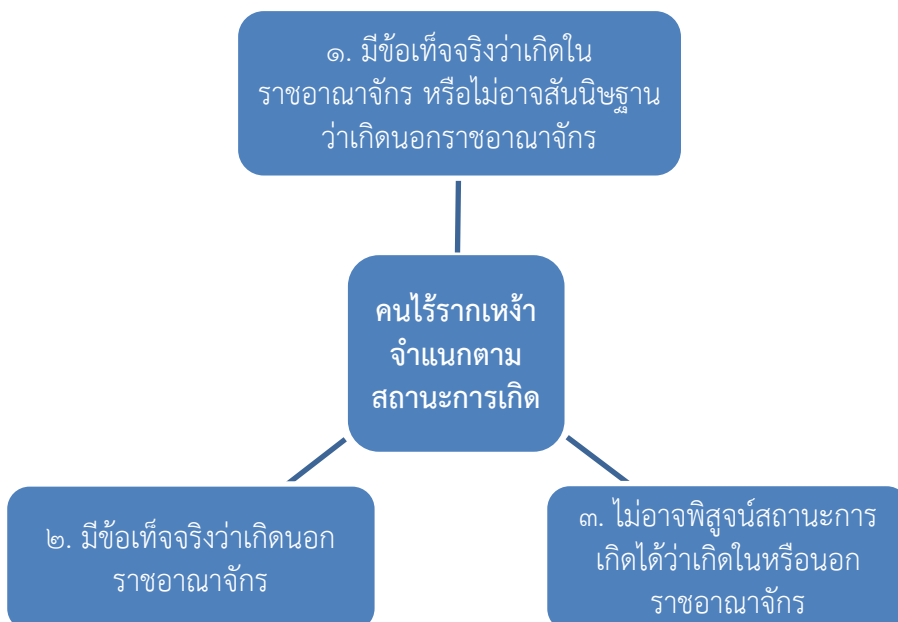 ๑. มีข้อเท็จจริงว่าเกิดใน
ราชอาณาจักร หรือไม่อาจสันนิษฐาน
ว่าเกิดนอกราชอาณาจักร
คนไร้รากเหง้า
จำแนกตาม
สถานะการเกิด
๒. มีข้อเท็จจริงว่าเกิดนอก
ราชอาณาจักร
๓. ไม่อาจพิสูจน์สถานะการ
เกิดได้ว่าเกิดในหรือนอก
ราชอาณาจักร